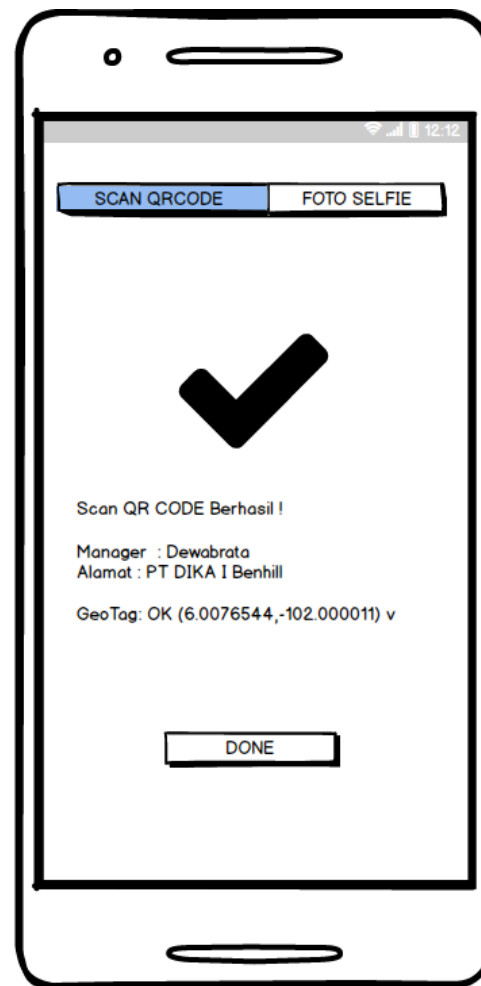 12:12
SCAN QRCODE FOTO SELFIE
Scan QR CODE Berhasil !
Manager : Dewabrata
Alamat : PT DIKA I Benhill
GeoTag: OK (6.0076544,-102.000011) v
DONE